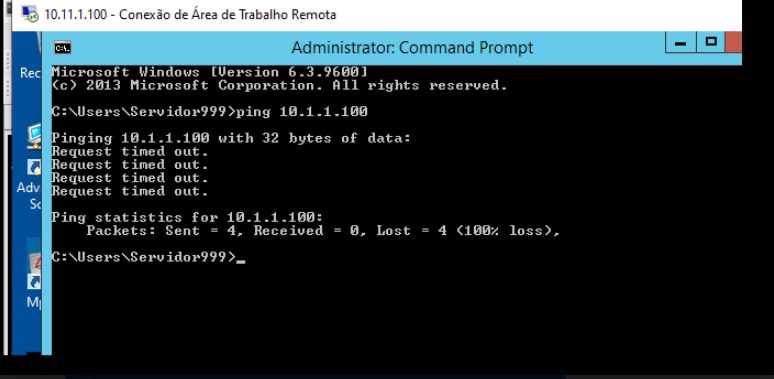 10.11.1.100 - Conexão de Área de Trabalho Remota
Administrator: Command Prompt
Rec
Microsoft Windows [Version 6.3.9600]
(c) 2013 Microsoft Corporation. All rights reserved.
C:\Users\Servidor999>ping 10.1.1.100
Pinging 10.1.1.100 with 32 bytes of data:
Request timed out.
Request timed out.
Request timed out.
Request timed out.
Adv
Sc
Ping statistics for 10.1.1.100:
    Packets: Sent = 4, Received = 0, Lost = 4 (100% loss),
C:\Users\Servidor999>_